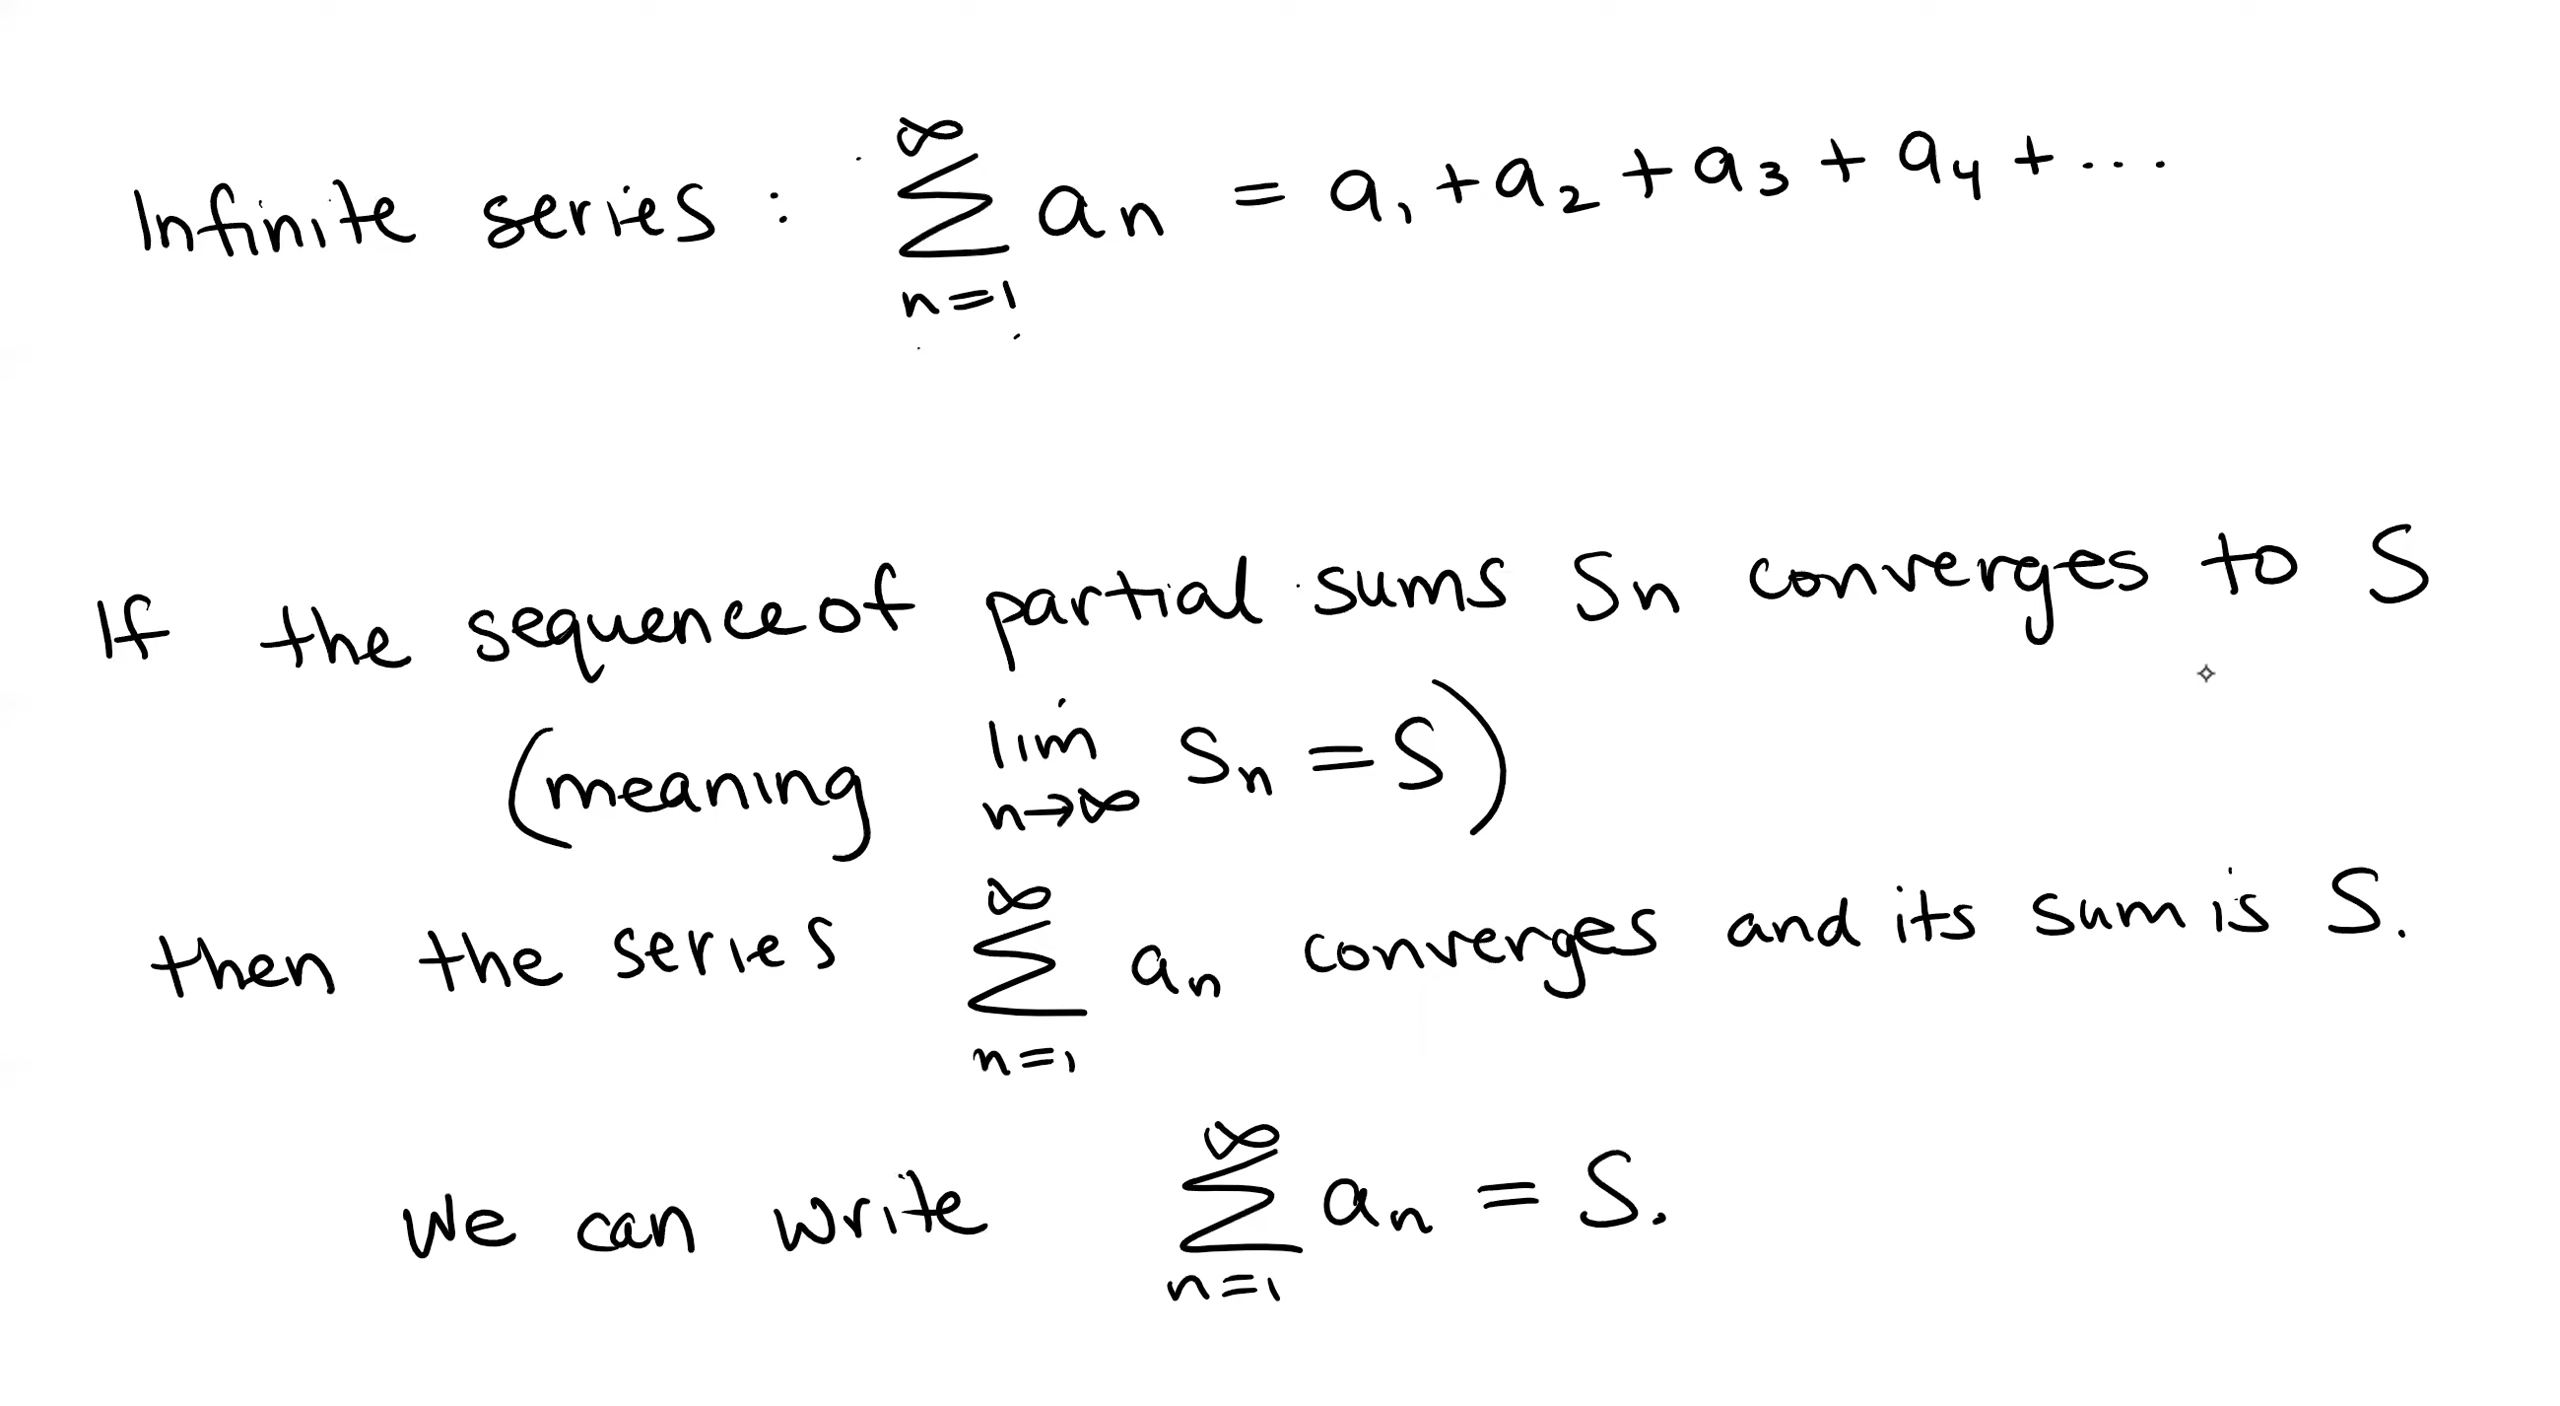 Infinite series : ∞∑n=1 aₙ = a₁ + a₂ + a₃ + a₄ + ...
If the sequence of partial sums Sn converges to S
(meaning lim n→∞ Sₙ = S)
then the series ∞∑n=1 aₙ converges and its sum is S.
We can write ∞∑n=1 aₙ = S.